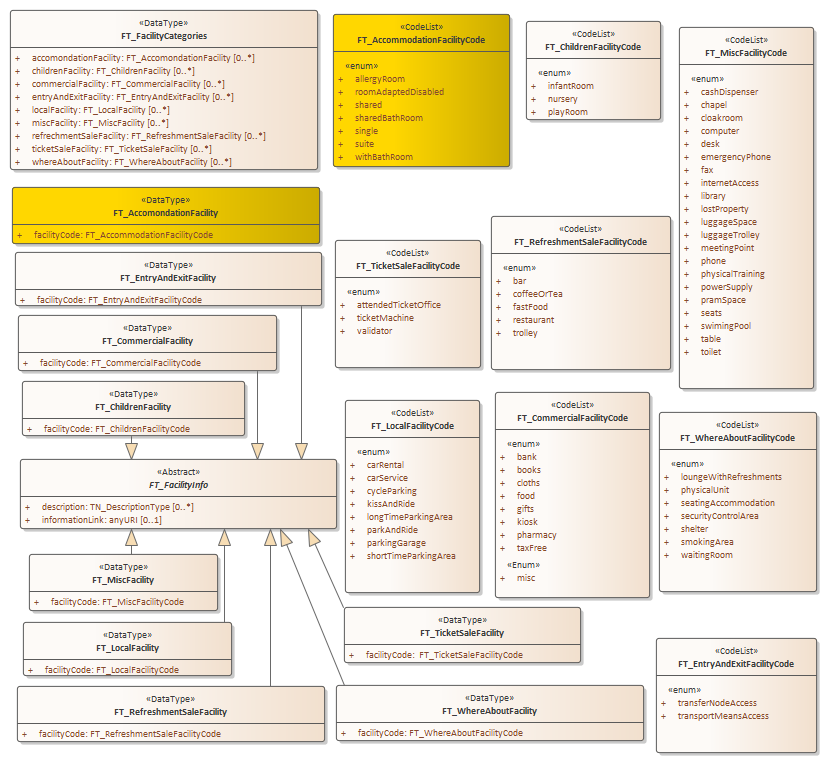 «DataType»
FT_FacilityCategories
+ accomondationFacility: FT_AccomondationFacility [0..*]
+ childrenFacility: FT_ChildrenFacility [0..*]
+ commercialFacility: FT_CommercialFacility [0..*]
+ entryAndExitFacility: FT_EntryAndExitFacility [0..*]
+ localFacility: FT_LocalFacility [0..*]
+ miscFacility: FT_MiscFacility [0..*]
+ refrechmentSaleFacility: FT_RefreshmentSaleFacility [0..*]
+ ticketSaleFacility: FT_TicketSaleFacility [0..*]
+ whereAboutFacility: FT_WhereAboutFacility [0..*]
«CodeList»
FT_AccommodationFacilityCode
«enum»
+ allergyRoom
+ roomAdaptedDisabled
+ shared
+ sharedBathRoom
+ single
+ suite
+ withBathRoom
«CodeList»
FT_ChildrenFacilityCode
«enum»
+ infantRoom
+ nursery
+ playRoom
«CodeList»
FT_MiscFacilityCode
«enum»
+ cashDispenser
+ chapel
+ cloakroom
+ computer
+ desk
+ emergencyPhone
+ fax
+ internetAccess
+ library
+ lostProperty
+ luggageSpace
+ luggageTrolley
+ meetingPoint
+ phone
+ physicalTraining
+ powerSupply
+ pramSpace
+ seats
+ swimingPool
+ table
+ toilet
«DataType»
FT_AccomondationFacility
+ facilityCode: FT_AccommodationFacilityCode
«DataType»
FT_EntryAndExitFacility
+ facilityCode: FT_EntryAndExitFacilityCode
«DataType»
FT_CommercialFacility
+ facilityCode: FT_CommercialFacilityCode
«DataType»
FT_ChildrenFacility
+ facilityCode: FT_ChildrenFacilityCode
«CodeList»
FT_TicketSaleFacilityCode
«enum»
+ attendedTicketOffice
+ ticketMachine
+ validator
«CodeList»
FT_RefreshmentSaleFacilityCode
«enum»
+ bar
+ coffeeOrTea
+ fastFood
+ restaurant
+ trolley
«Abstract»
FT_FacilityInfo
+ description: TN_DescriptionType [0..*]
+ informationLink: anyURI [0..1]
«CodeList»
FT_LocalFacilityCode
«enum»
+ carRental
+ carService
+ cycleParking
+ kissAndRide
+ longTimeParkingArea
+ parkAndRide
+ parkingGarage
+ shortTimeParkingArea
«CodeList»
FT_CommercialFacilityCode
«enum»
+ bank
+ books
+ cloths
+ food
+ gifts
+ kiosk
+ pharmacy
+ taxFree
«Enum»
+ misc
«CodeList»
FT_WhereAboutFacilityCode
«enum»
+ loungeWithRefreshments
+ physicalUnit
+ seatingAccommodation
+ securityControlArea
+ shelter
+ smokingArea
+ waitingRoom
«DataType»
FT_MiscFacility
+ facilityCode: FT_MiscFacilityCode
«DataType»
FT_LocalFacility
+ facilityCode: FT_LocalFacilityCode
«DataType»
FT_RefreshmentSaleFacility
+ facilityCode: FT_RefreshmentSaleFacilityCode
«DataType»
FT_TicketSaleFacility
+ facilityCode: FT_TicketSaleFacilityCode
«DataType»
FT_WhereAboutFacility
+ facilityCode: FT_WhereAboutFacilityCode
«CodeList»
FT_EntryAndExitFacilityCode
«enum»
+ transferNodeAccess
+ transportMeansAccess